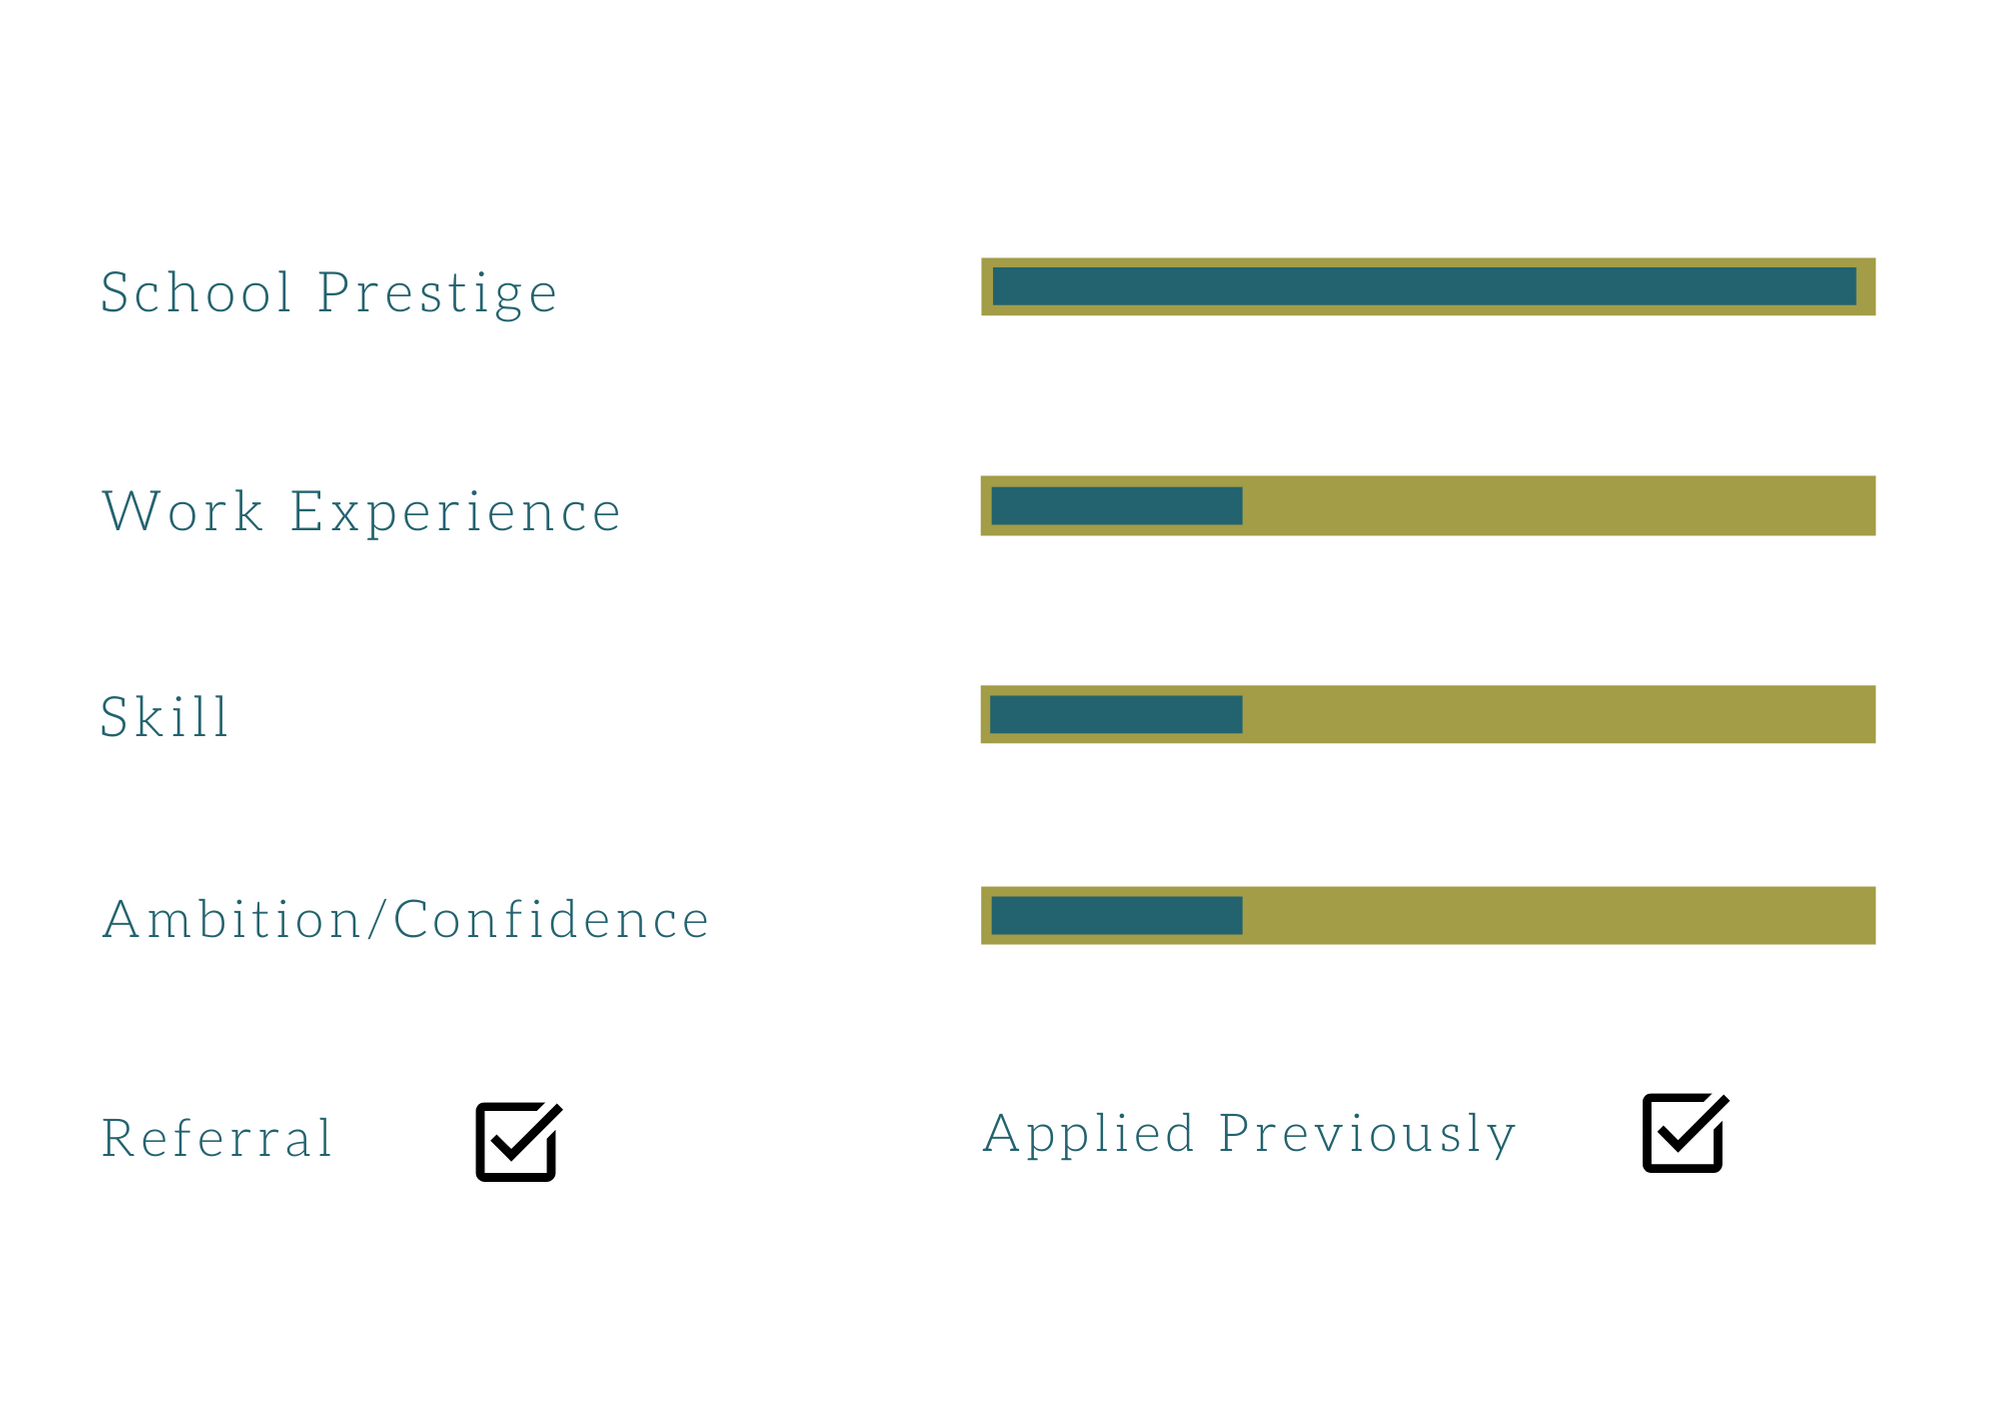 School Prestige
Work Experience
Skill
Ambition/Confidence
Referral
Applied Previously